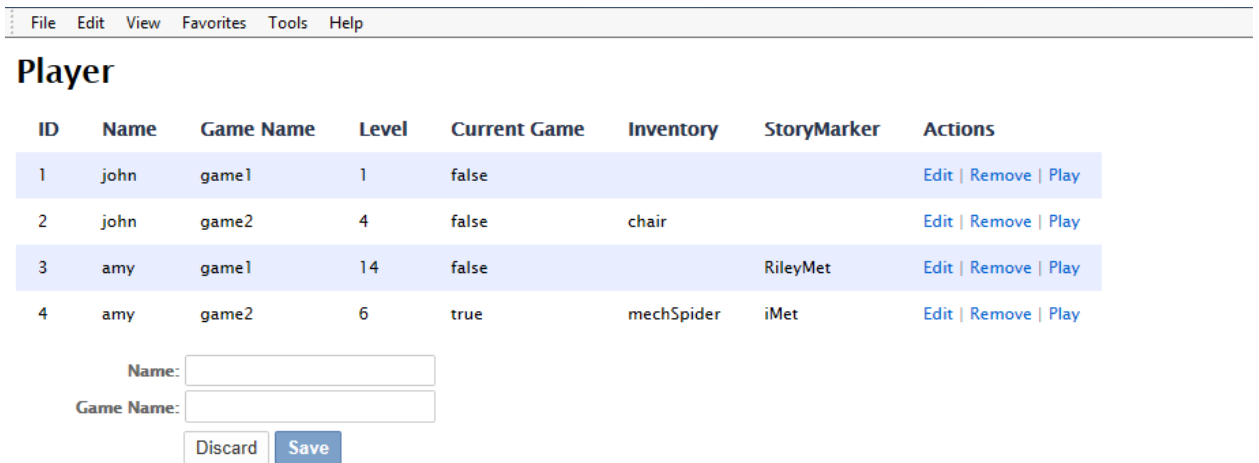 File Edit View Favorites Tools Help
Player
ID Name Game Name Level Current Game Inventory StoryMarker Actions
1 john game1 1 false Edit | Remove | Play
2 john game2 4 false chair Edit | Remove | Play
3 amy game1 14 false RileyMet Edit | Remove | Play
4 amy game2 6 true mechSpider iMet Edit | Remove | Play
Name:
Game Name:
Discard Save